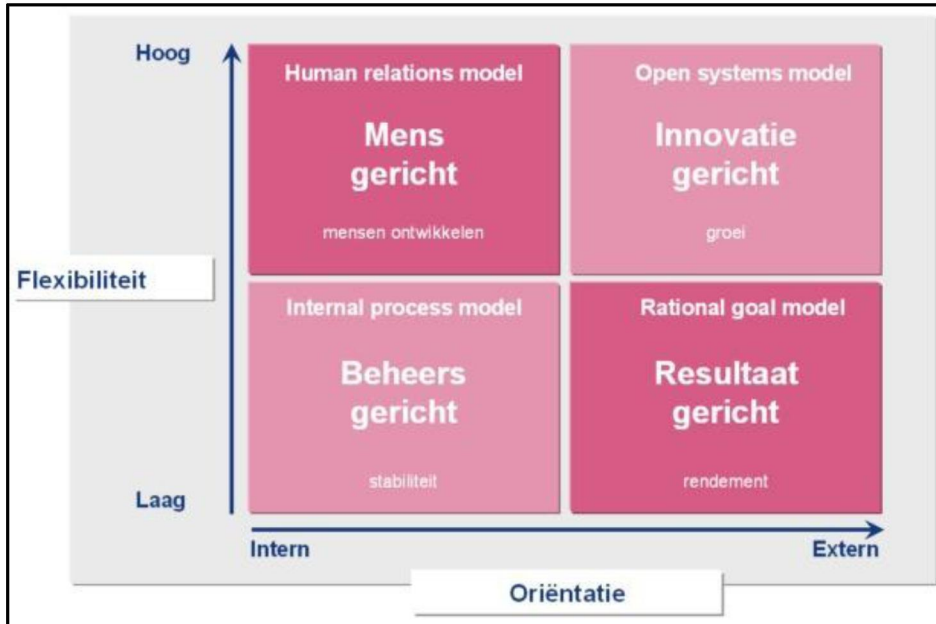 Hoog
Human relations model
Mens
gericht
mensen ontwikkelen
Open systems model
Innovatie
gericht
groei
Flexibiliteit
Internal process model
Beheers
gericht
stabiliteit
Rational goal model
Resultaat
gericht
rendement
Laag
Intern
Extern
Oriëntatie